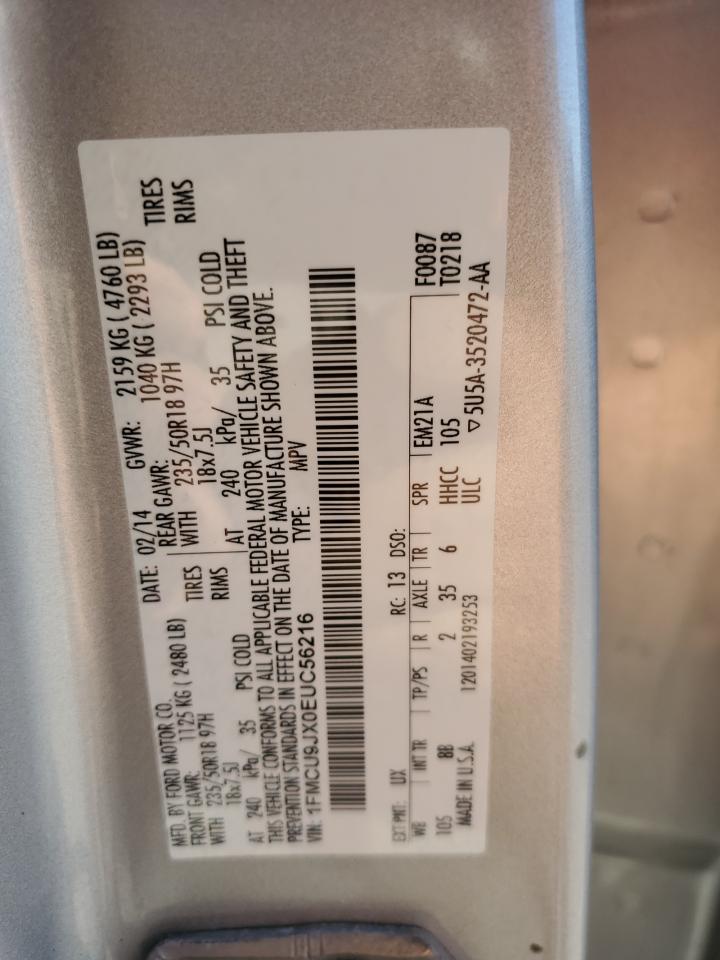 MFD. BY FORD MOTOR CO.
DATE: 02/14 GVWR: 2159 KG ( 4760 LB)
FRONT GAWR: 1125 KG ( 2480 LB)
REAR GAWR: 1040 KG ( 2293 LB)
WITH 235/50R18 97H TIRES
WITH 235/50R18 97H TIRES
18x7.5J RIMS
18x7.5J RIMS
AT 240 kPa/ 35 PSI COLD
AT 240 kPa/ 35 PSI COLD
THIS VEHICLE CONFORMS TO ALL APPLICABLE FEDERAL MOTOR VEHICLE SAFETY AND THEFT
PREVENTION STANDARDS IN EFFECT ON THE DATE OF MANUFACTURE SHOWN ABOVE.
VIN: 1FMCU9JX0EUC56216 TYPE: MPV
EXT PNT: UX RC: 13 DSO:
WB INT TR TP/PS R AXLE TR SPR EM21A F0087
105 8B 2 35 6 HHCC 105 T0218
MADE IN U.S.A. 1201402193253 ULC ▽5U5A-3520472-AA